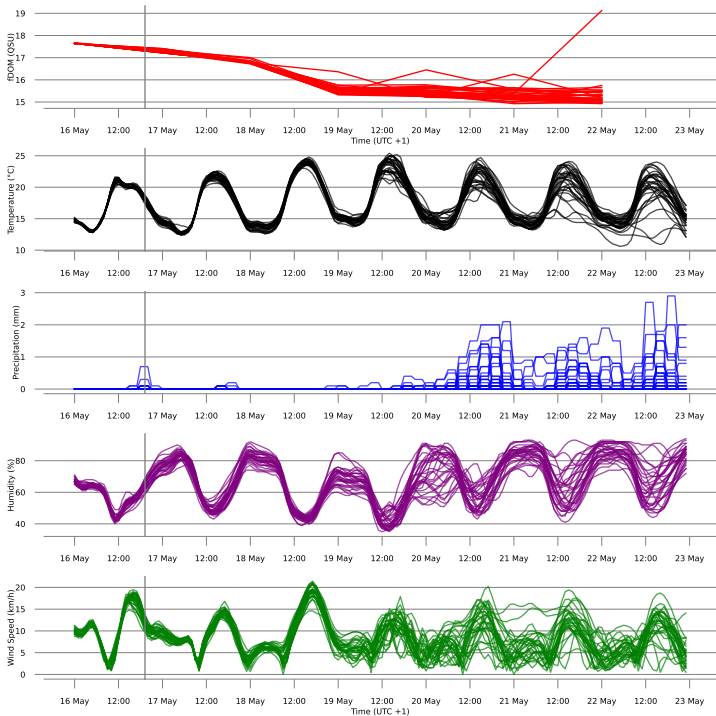 19
18
17
16
15
fDOM (QSU)
16 May 12:00 17 May 12:00 18 May 12:00 19 May 12:00 20 May 12:00 21 May 12:00 22 May 12:00 23 May
Time (UTC +1)
25
20
15
10
Temperature (°C)
16 May 12:00 17 May 12:00 18 May 12:00 19 May 12:00 20 May 12:00 21 May 12:00 22 May 12:00 23 May
3
2
1
0
Precipitation (mm)
16 May 12:00 17 May 12:00 18 May 12:00 19 May 12:00 20 May 12:00 21 May 12:00 22 May 12:00 23 May
80
60
40
Humidity (%)
16 May 12:00 17 May 12:00 18 May 12:00 19 May 12:00 20 May 12:00 21 May 12:00 22 May 12:00 23 May
20
15
10
5
0
Wind Speed (km/h)
16 May 12:00 17 May 12:00 18 May 12:00 19 May 12:00 20 May 12:00 21 May 12:00 22 May 12:00 23 May
Time (UTC +1)